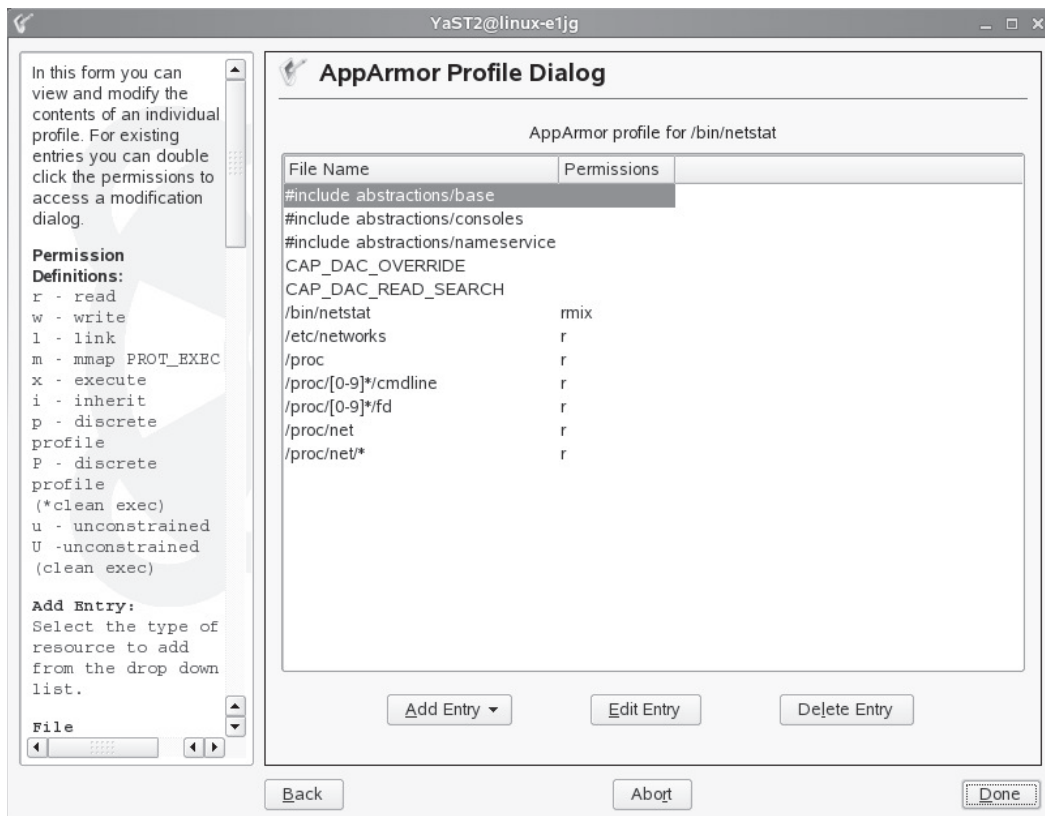 YaST2@linux-e1jg
In this form you can
view and modify the
contents of an individual
profile. For existing
entries you can double
click the permissions to
access a modification
dialog.
Permission
Definitions:
r - read
w - write
l - link
m - mmap PROT_EXEC
x - execute
i - inherit
p - discrete
profile
P - discrete
profile
(*clean exec)
u - unconstrained
U -unconstrained
(clean exec)
Add Entry:
Select the type of
resource to add
from the drop down
list.
File
AppArmor Profile Dialog
AppArmor profile for /bin/netstat
File Name Permissions
#include abstractions/base
#include abstractions/consoles
#include abstractions/nameservice
CAP_DAC_OVERRIDE
CAP_DAC_READ_SEARCH
/bin/netstat rmix
/etc/networks r
/proc r
/proc/[0-9]*/cmdline r
/proc/[0-9]*/fd r
/proc/net r
/proc/net/* r
Add Entry Edit Entry Delete Entry
Back Abort Done